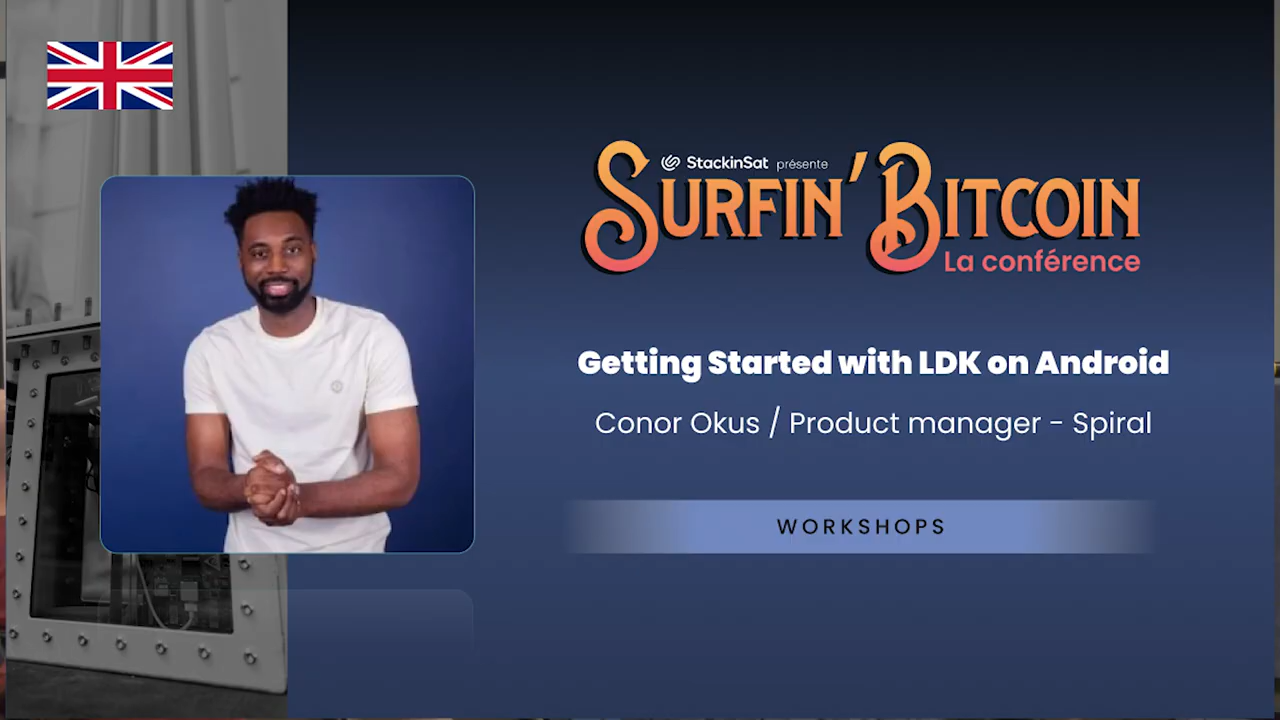 StackinSat présente
SURFIN' BITCOIN
La conférence
Getting Started with LDK on Android
Conor Okus / Product manager - Spiral
WORKSHOPS